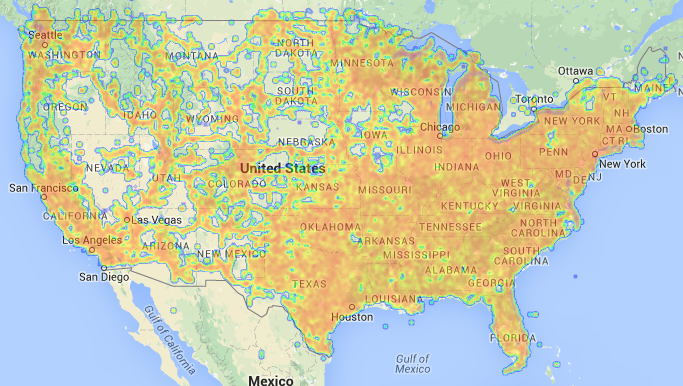 Seattle
WASHINGTON
MONTANA
NORTH
DAKOTA
MINNESOTA
Ottawa
MAINE
OREGON
IDAHO
WYOMING
SOUTH
DAKOTA
WISCONSIN
MICHIGAN
Toronto
VT
NH
NEW YORK
MA
Boston
CT
RI
NEBRASKA
IOWA
Chicago
ILLINOIS
INDIANA
OHIO
PENN
New York
NEVADA
UTAH
COLORADO
United States
KANSAS
MISSOURI
WEST
VIRGINIA
VIRGINIA
MD
DE
NJ
San Francisco
CALIFORNIA
Las Vegas
KENTUCKY
NORTH
CAROLINA
TENNESSEE
OKLAHOMA
ARKANSAS
Los Angeles
ARIZONA
NEW MEXICO
MISSISSIPPI
SOUTH
CAROLINA
San Diego
TEXAS
ALABAMA
GEORGIA
LOUISIANA
Houston
FLORIDA
Gulf of California
Gulf of
Mexico
Mexico